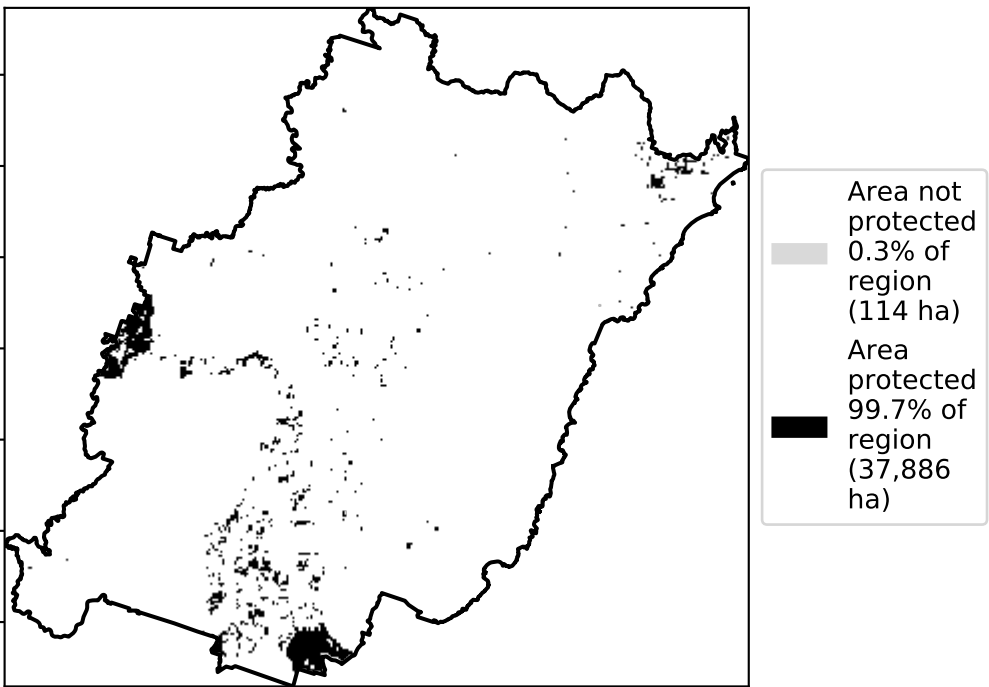 Area not
protected
0.3% of
region
(114 ha)
Area
protected
99.7% of
region
(37,886
ha)